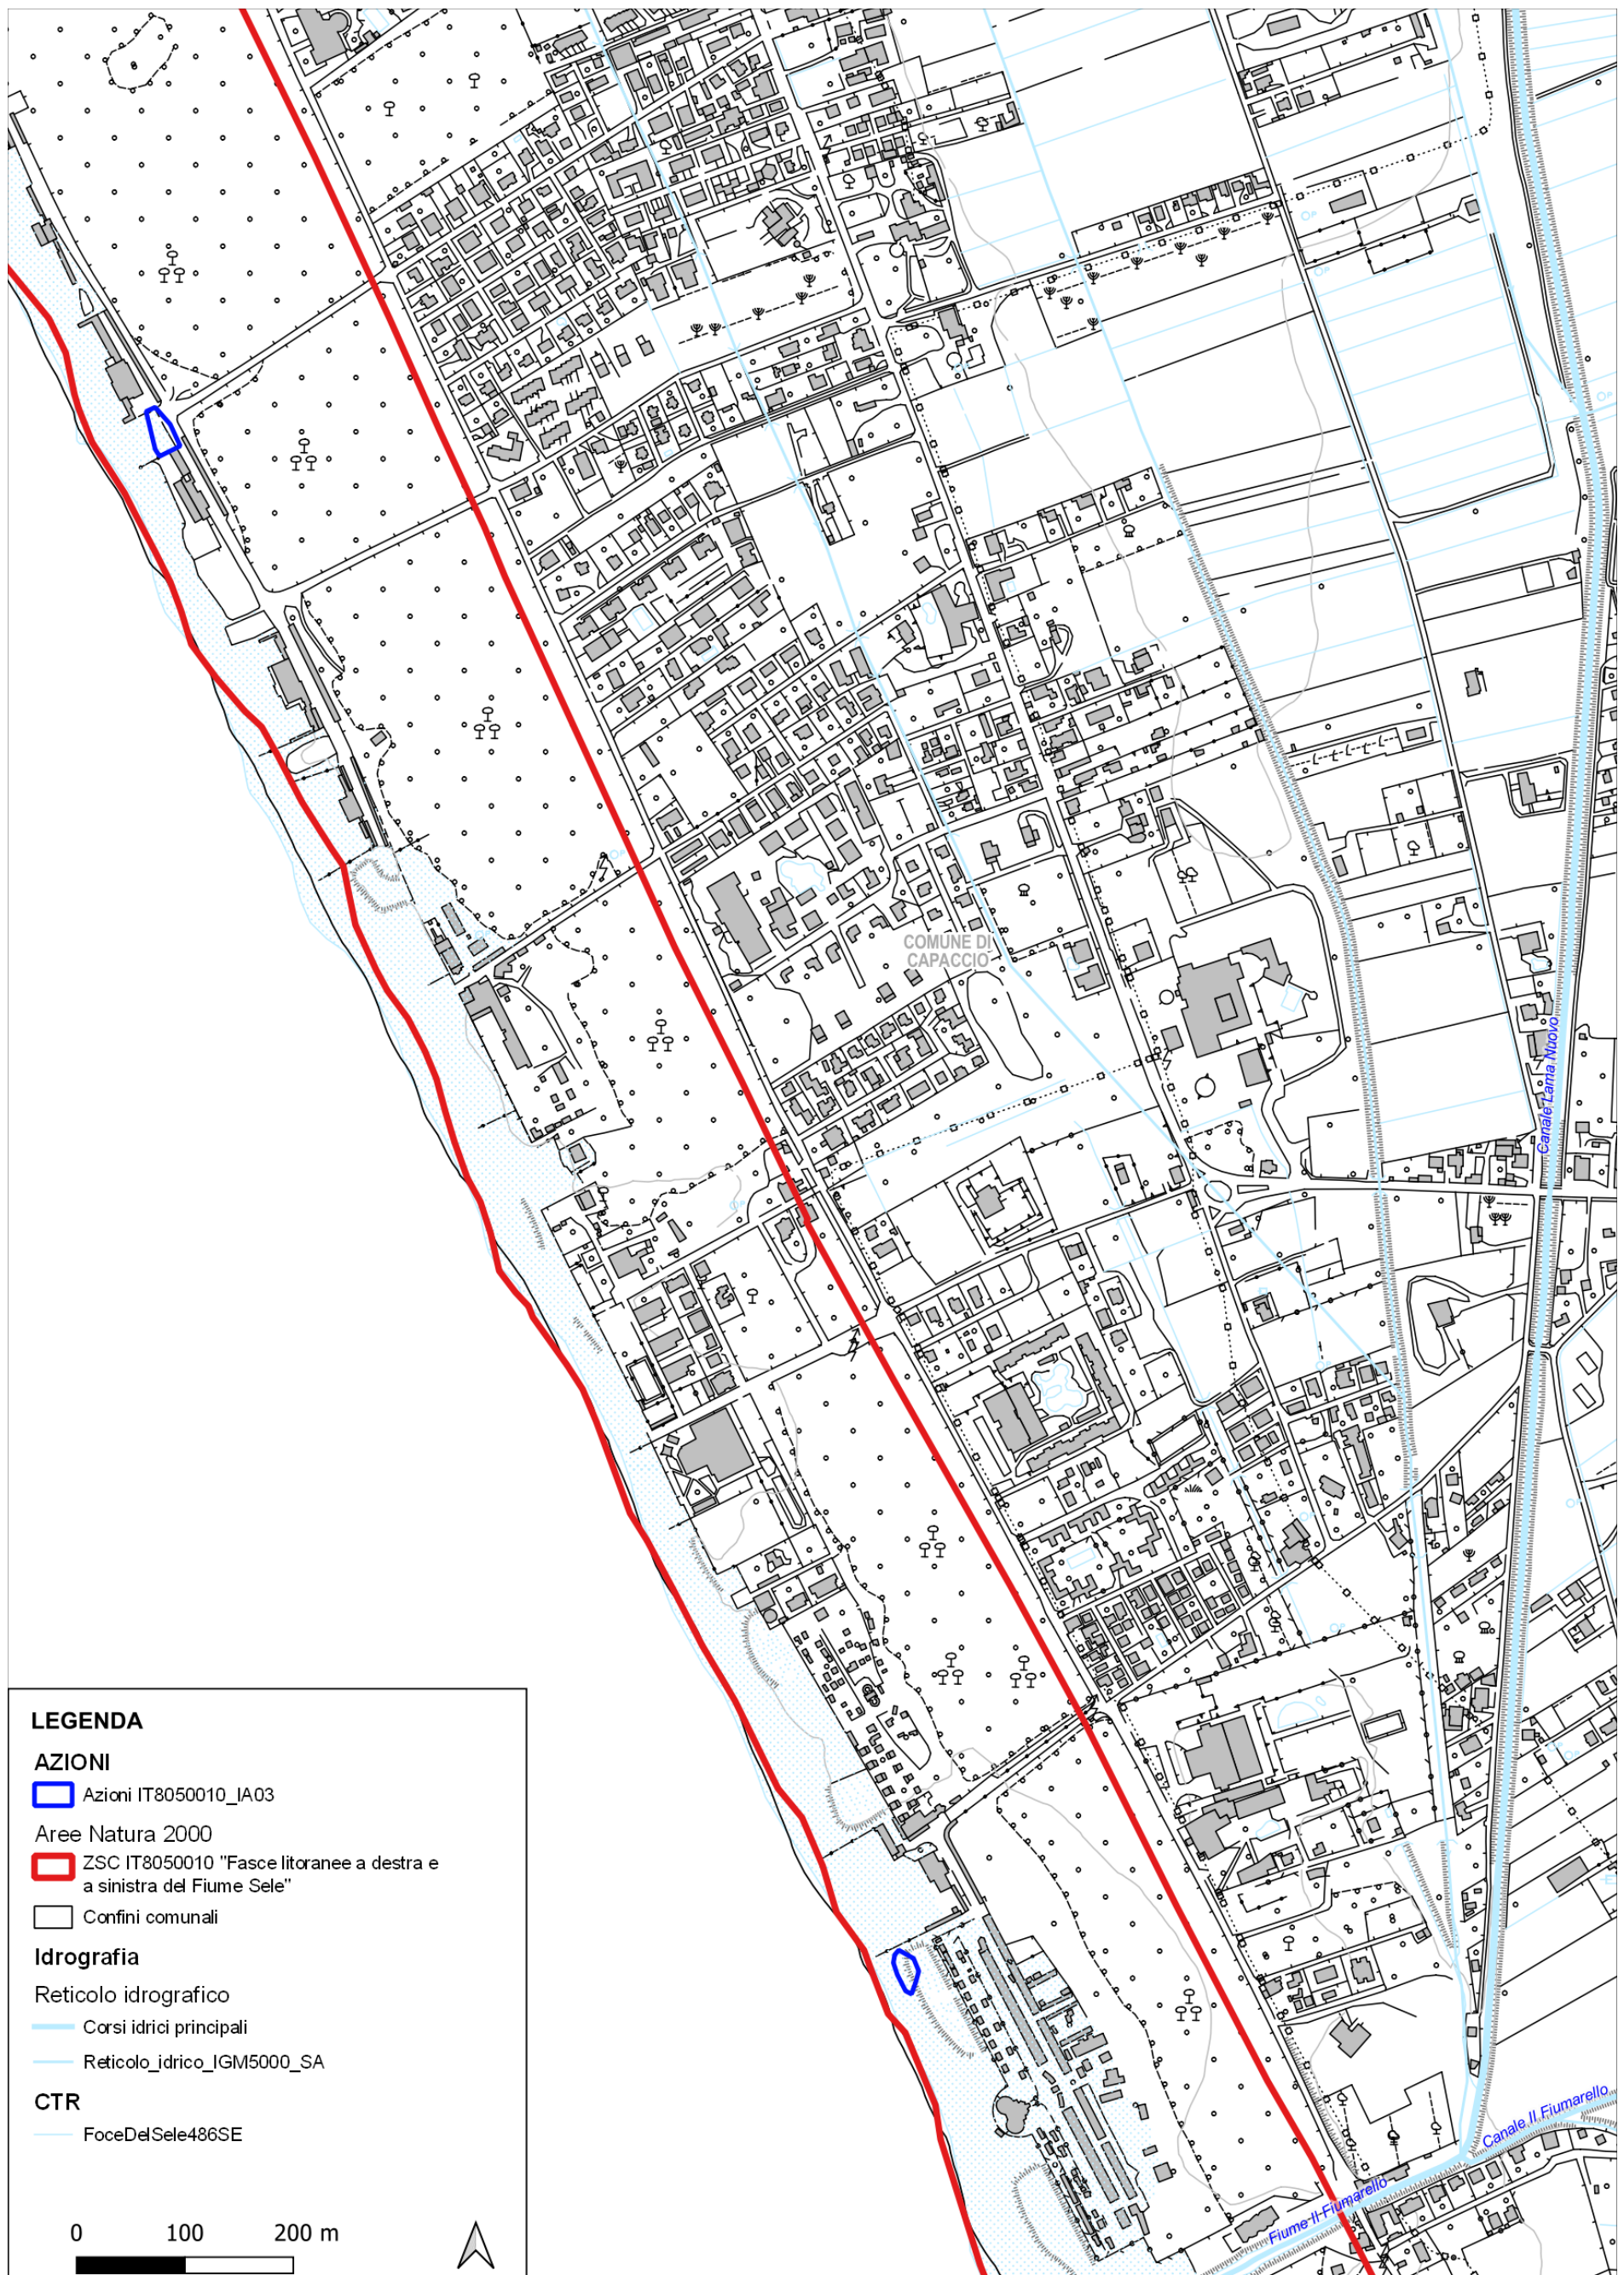 COMUNE DI
CAPACCIO
Canale Lama Nuovo
Canale Il Fiumarello
Fiume Il Fiumarello
LEGENDA
AZIONI
Azioni IT8050010_IA03
Aree Natura 2000
ZSC IT8050010 "Fasce litoranee a destra e
a sinistra del Fiume Sele"
Confini comunali
Idrografia
Reticolo idrografico
Corsi idrici principali
Reticolo_idrico_IGM5000_SA
CTR
FoceDelSele486SE
0 100 200 m